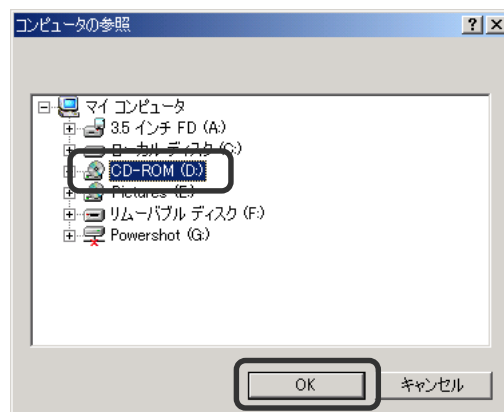 コンピュータの参照
マイ コンピュータ
3.5 インチ FD (A:)
ローカル ディスク (C:)
CD-ROM (D:)
Pictures (E:)
リムーバブル ディスク (F:)
Powershot (G:)
OK
キャンセル